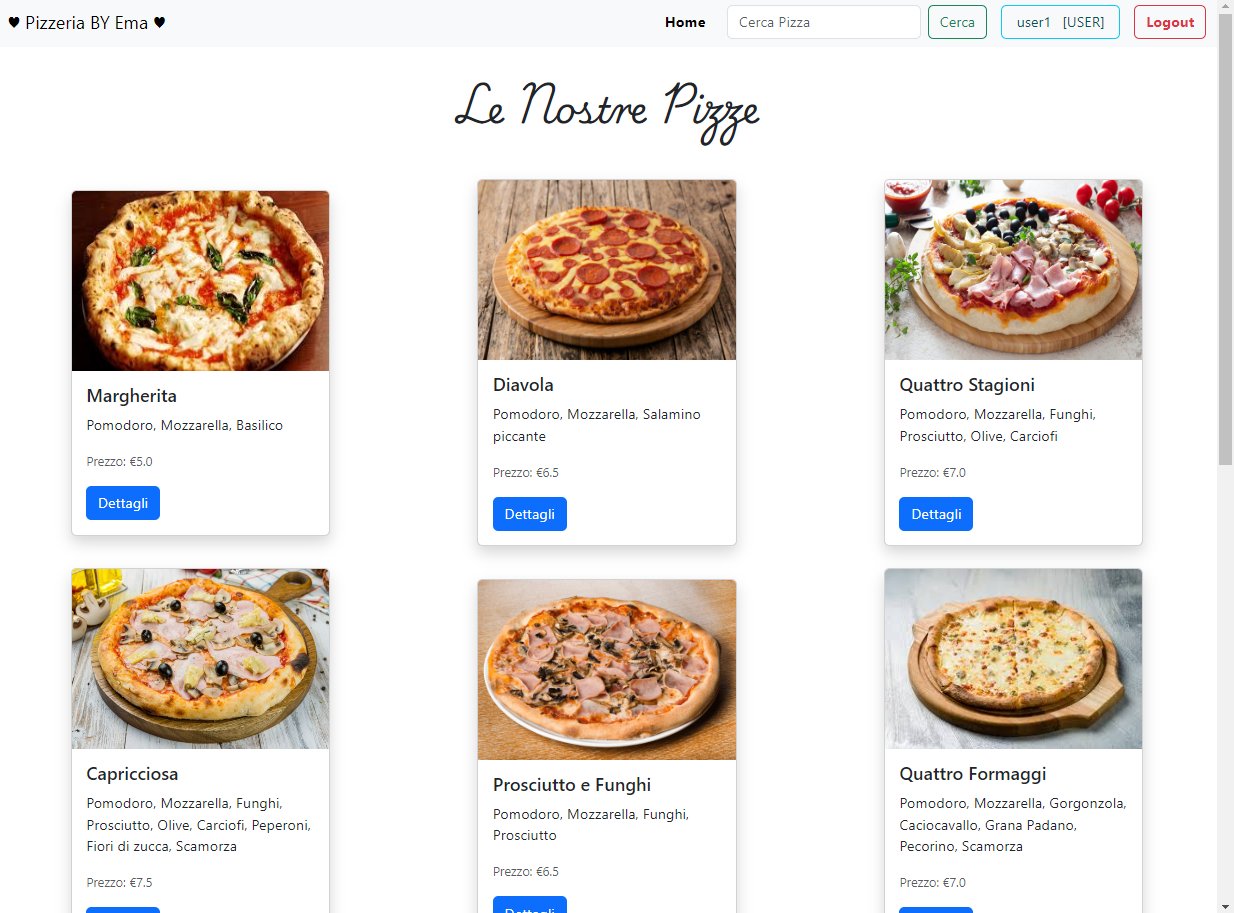 ♥ Pizzeria BY Ema ♥ Home Cerca Pizza Cerca user1 [USER] Logout
Le Nostre Pizze
Margherita
Pomodoro, Mozzarella, Basilico
Prezzo: €5.0
Dettagli
Diavola
Pomodoro, Mozzarella, Salamino
piccante
Prezzo: €6.5
Dettagli
Quattro Stagioni
Pomodoro, Mozzarella, Funghi,
Prosciutto, Olive, Carciofi
Prezzo: €7.0
Dettagli
Capricciosa
Pomodoro, Mozzarella, Funghi,
Prosciutto, Olive, Carciofi, Peperoni,
Fiori di zucca, Scamorza
Prezzo: €7.5
Prosciutto e Funghi
Pomodoro, Mozzarella, Funghi,
Prosciutto
Prezzo: €6.5
Dettagli
Quattro Formaggi
Pomodoro, Mozzarella, Gorgonzola,
Caciocavallo, Grana Padano,
Pecorino, Scamorza
Prezzo: €7.0